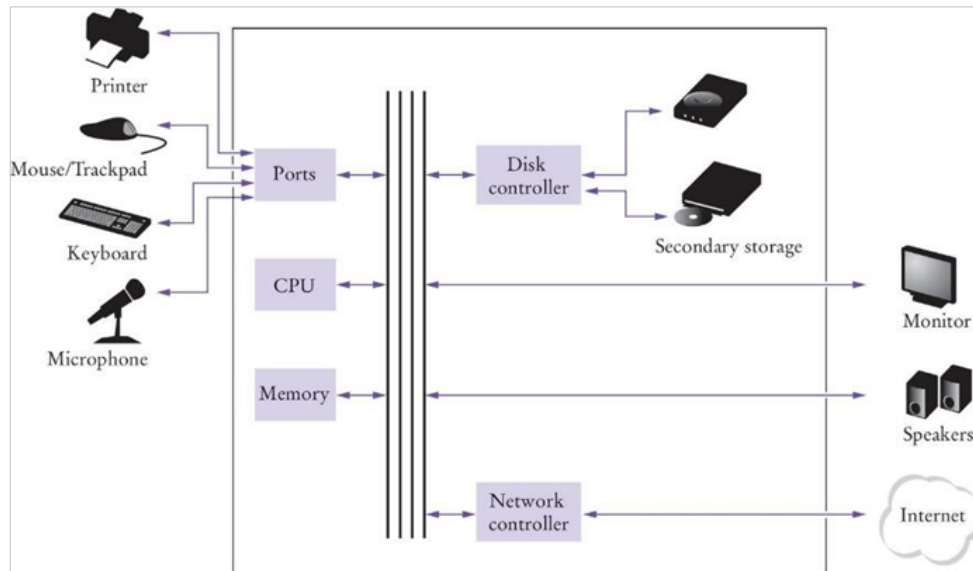 Printer
Mouse/Trackpad
Keyboard
Microphone
Ports
CPU
Memory
Disk
controller
Secondary storage
Network
controller
Monitor
Speakers
Internet